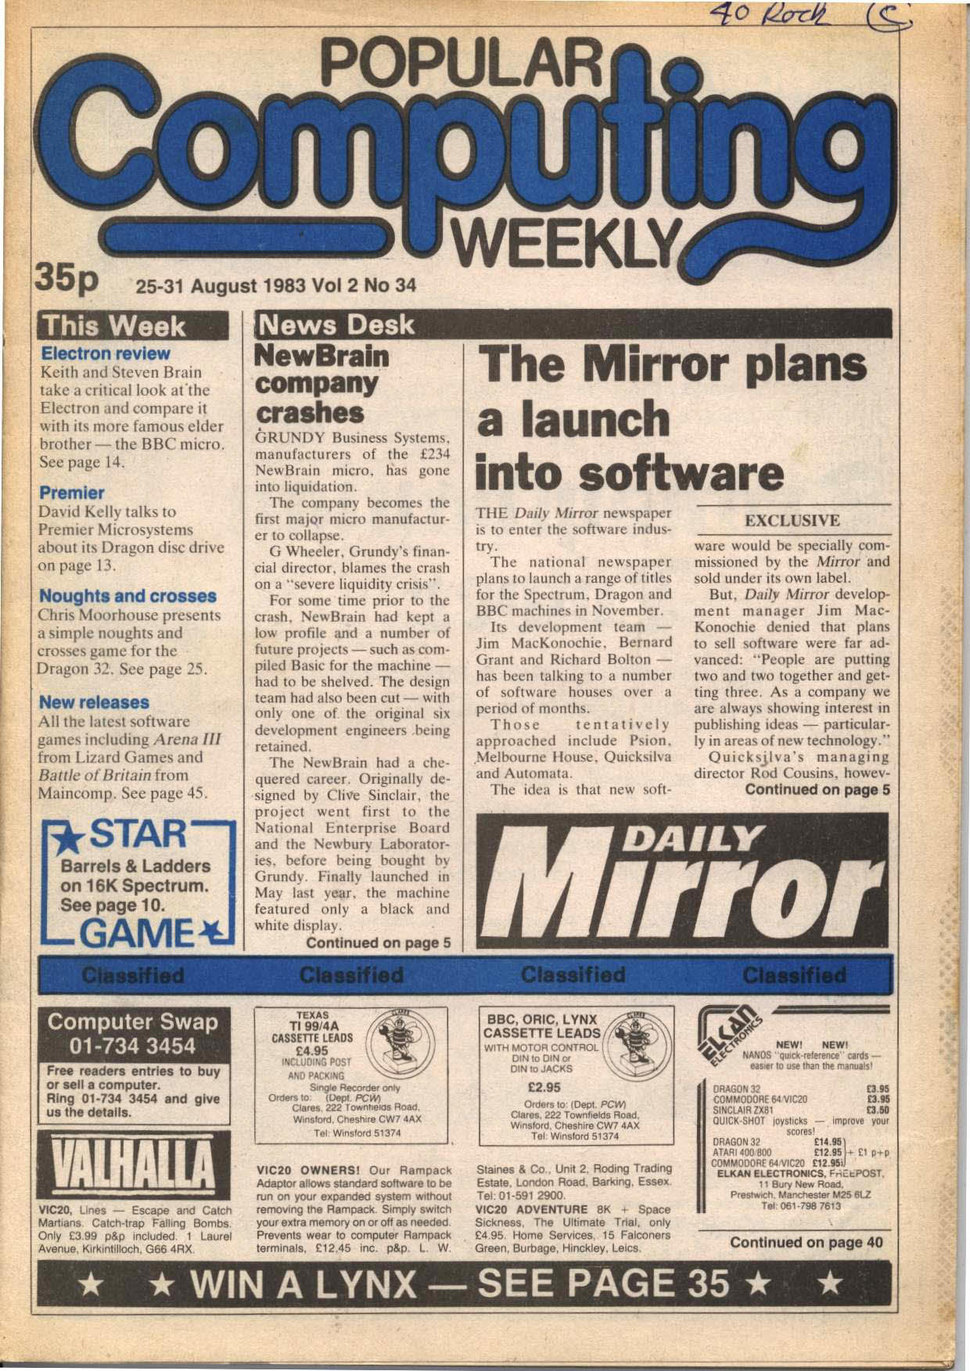 40 Rock
POPULAR
Computing
WEEKLY
35p
25-31 August 1983 Vol 2 No 34
This Week
Electron review
Keith and Steven Brain
take a critical look at the
Electron and compare it
with its more famous elder
brother — the BBC micro.
See page 14.
Premier
David Kelly talks to
Premier Microsystems
about its Dragon disc drive
on page 13.
Noughts and crosses
Chris Moorhouse presents
a simple noughts and
crosses game for the
Dragon 32. See page 25.
New releases
All the latest software
games including Arena III
from Lizard Games and
Battle of Britain from
Maincomp. See page 45.
STAR
Barrels & Ladders
on 16K Spectrum.
See page 10.
GAME
News Desk
NewBrain
company
crashes
GRUNDY Business Systems,
manufacturers of the £234
NewBrain micro, has gone
into liquidation.
The company becomes the
first major micro manufactur-
er to collapse.
G Wheeler, Grundy's finan-
cial director, blames the crash
on a "severe liquidity crisis".
For some time prior to the
crash, NewBrain had kept a
low profile and a number of
future projects — such as com-
piled Basic for the machine —
had to be shelved. The design
team had also been cut — with
only one of the original six
development engineers being
retained.
The NewBrain had a che-
quered career. Originally de-
signed by Clive Sinclair, the
project went first to the
National Enterprise Board
and the Newbury Laborator-
ies, before being bought by
Grundy. Finally launched in
May last year, the machine
featured only a black and
white display.
Continued on page 5
The Mirror plans
a launch
into software
THE Daily Mirror newspaper
is to enter the software indus-
try.
The national newspaper
plans to launch a range of titles
for the Spectrum, Dragon and
BBC machines in November.
Its development team —
Jim MacKonochie, Bernard
Grant and Richard Bolton —
has been talking to a number
of software houses over a
period of months.
Those tentatively
approached include Psion,
Melbourne House, Quicksilva
and Automata.
The idea is that new soft-
EXCLUSIVE
ware would be specially com-
missioned by the Mirror and
sold under its own label.
But, Daily Mirror develop-
ment manager Jim Mac-
Konochie denied that plans
to sell software were far ad-
vanced: "People are putting
two and two together and get-
ting three. As a company we
are always showing interest in
publishing ideas — particular-
ly in areas of new technology."
Quicksilva's managing
director Rod Cousins, howev-
Continued on page 5
DAILY
Mirror
Classified Classified Classified Classified
Computer Swap
01-734 3454
Free readers entries to buy
or sell a computer.
Ring 01-734 3454 and give
us the details.
VALHALLA
VIC20, Lines — Escape and Catch
Martians. Catch-trap Falling Bombs.
Only £3.99 p&p included. 1 Laurel
Avenue, Kirkintilloch, G66 4RX.
TEXAS
TI 99/4A
CASSETTE LEADS
£4.95
INCLUDING POST
AND PACKING
Single Recorder only
Orders to: (Dept. PCW)
Clares, 222 Townfields Road,
Winsford, Cheshire CW7 4AX
Tel: Winsford 51374
VIC20 OWNERS! Our Rampack
Adaptor allows standard software to be
run on your expanded system without
removing the Rampack. Simply switch
your extra memory on or off as needed.
Prevents wear to computer Rampack
terminals, £12.45 inc. p&p. L. W.
BBC, ORIC, LYNX
CASSETTE LEADS
WITH MOTOR CONTROL
DIN to DIN or
DIN to JACKS
£2.95
Orders to: (Dept. PCW)
Clares, 222 Townfields Road,
Winsford, Cheshire CW7 4AX
Tel: Winsford 51374
Staines & Co., Unit 2, Roding Trading
Estate, London Road, Barking, Essex.
Tel: 01-591 2900.
VIC20 ADVENTURE 8K + Space
Sickness, The Ultimate Trial, only
£4.95. Home Services, 15 Falconers
Green, Burbage, Hinckley, Leics.
ELKAN
ELECTRONICS
NEW! NEW!
NANOS "quick-reference" cards —
easier to use than the manuals!
DRAGON 32 £3.95
COMMODORE 64/VIC20 £3.95
SINCLAIR ZX81 £3.50
QUICK-SHOT joysticks — improve your
scores!
DRAGON 32 £14.95
ATARI 400/800 £12.95 + £1 p+p
COMMODORE 64/VIC20 £12.95
ELKAN ELECTRONICS, FREEPOST,
11 Bury New Road,
Prestwich, Manchester M25 6LZ
Tel: 061-798 7613
Continued on page 40
WIN A LYNX — SEE PAGE 35